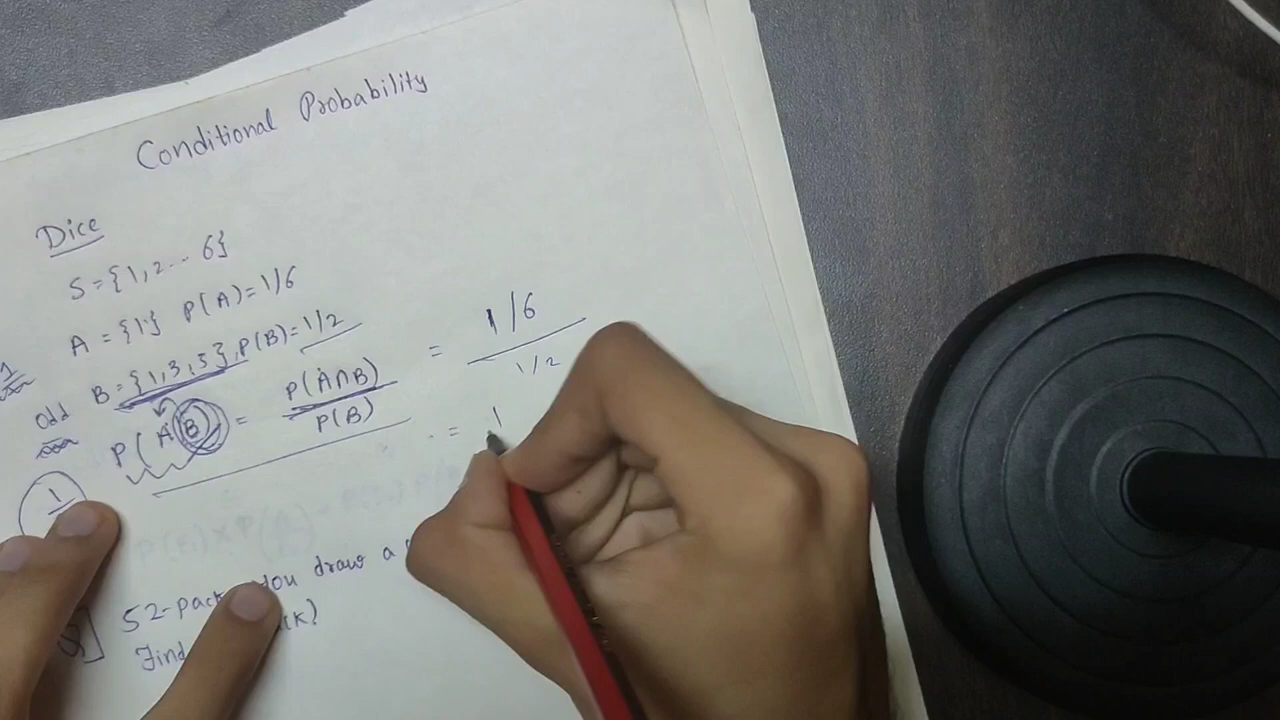 Conditional Probability
Dice
S = {1, 2 ... 6}
A = {1} P(A) = 1/6
Odd B = {1, 3, 5}, P(B) = 1/2
P(A|B) = P(A∩B) / P(B) = 1/6 / 1/2
= 1
1
Q] 52-pack you draw a
Find